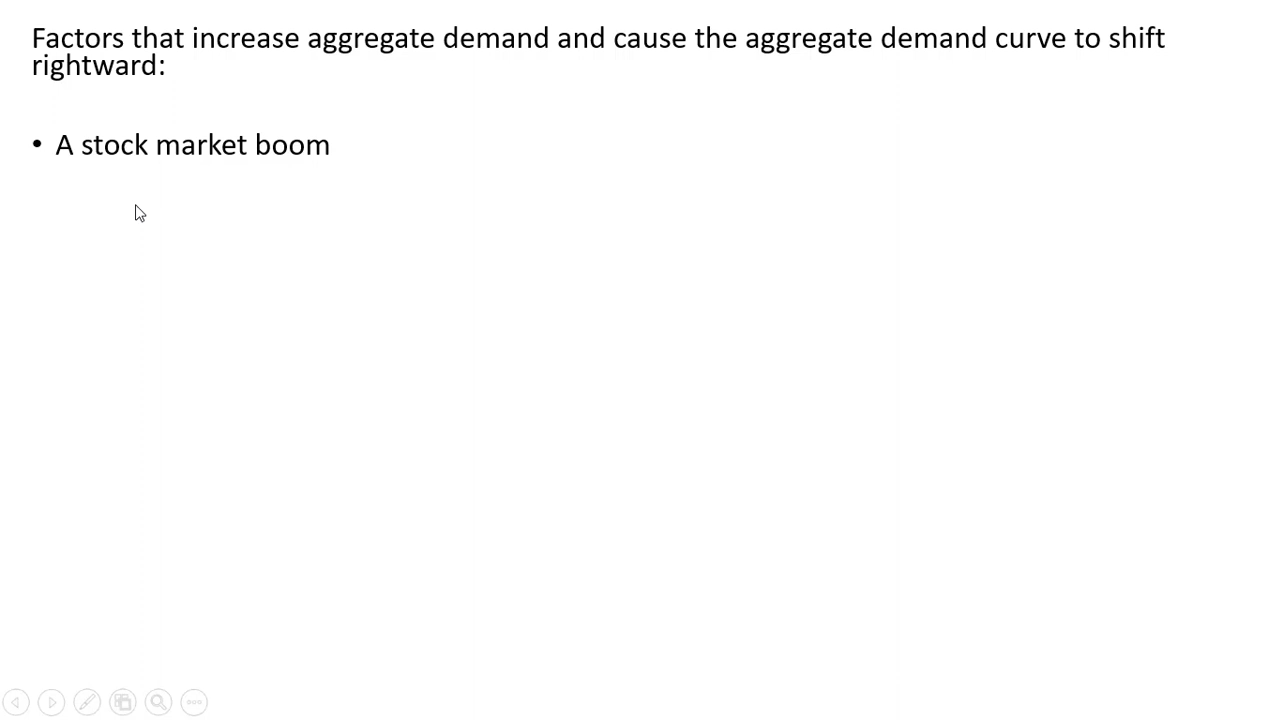 Factors that increase aggregate demand and cause the aggregate demand curve to shift
rightward:
• A stock market boom